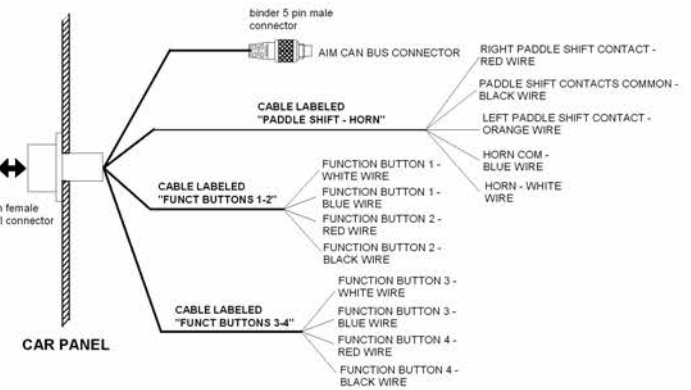 binder 5 pin male
connector
AIM CAN BUS CONNECTOR
RIGHT PADDLE SHIFT CONTACT -
RED WIRE
PADDLE SHIFT CONTACTS COMMON -
BLACK WIRE
CABLE LABELED
"PADDLE SHIFT - HORN"
LEFT PADDLE SHIFT CONTACT -
ORANGE WIRE
HORN COM -
BLUE WIRE
HORN - WHITE
WIRE
FUNCTION BUTTON 1 -
WHITE WIRE
CABLE LABELED
"FUNCT BUTTONS 1-2"
FUNCTION BUTTON 1 -
BLUE WIRE
FUNCTION BUTTON 2 -
RED WIRE
FUNCTION BUTTON 2 -
BLACK WIRE
female
connector
FUNCTION BUTTON 3 -
WHITE WIRE
CABLE LABELED
"FUNCT BUTTONS 3-4"
FUNCTION BUTTON 3 -
BLUE WIRE
FUNCTION BUTTON 4 -
RED WIRE
FUNCTION BUTTON 4 -
BLACK WIRE
CAR PANEL